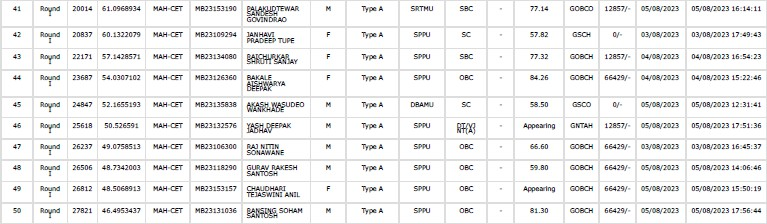 41 Round I 20014 61.0968934 MAH-CET MB23153190 PALAKUDTEWAR SANDESH GOVINDRAO M Type A SRTMU SBC - 77.14 GOBCO 12857/- 05/08/2023 05/08/2023 16:14:11
42 Round I 20837 60.1322079 MAH-CET MB23109294 JANHAVI PRADEEP TUPE F Type A SPPU SC - 57.82 GSCH 0/- 03/08/2023 03/08/2023 17:49:43
43 Round I 22171 57.1428571 MAH-CET MB23134080 RAICHURKAR SHRUTI SANJAY F Type A SPPU SBC - 77.32 GOBCH 12857/- 04/08/2023 04/08/2023 16:54:23
44 Round I 23687 54.0307102 MAH-CET MB23126360 BAKALE AISHWARYA DEEPAK F Type A SPPU OBC - 84.26 GOBCH 66429/- 04/08/2023 04/08/2023 15:22:46
45 Round I 24847 52.1655193 MAH-CET MB23135838 AKASH WASUDEO WANKHADE M Type A DBAMU SC - 58.50 GSCO 0/- 05/08/2023 05/08/2023 12:31:41
46 Round I 25618 50.526591 MAH-CET MB23132576 YASH DEEPAK JADHAV M Type A SPPU DT/VJ NT(A) - Appearing GNTAH 12857/- 05/08/2023 05/08/2023 17:51:36
47 Round I 26237 49.0758513 MAH-CET MB23106300 RAJ NITIN SONAWANE M Type A SPPU OBC - 66.60 GOBCH 66429/- 03/08/2023 03/08/2023 16:45:37
48 Round I 26506 48.7342003 MAH-CET MB23118290 GURAV RAKESH SANTOSH M Type A SPPU OBC - 59.80 GOBCH 66429/- 05/08/2023 05/08/2023 14:06:46
49 Round I 26812 48.5068913 MAH-CET MB23153157 CHAUDHARI TEJASWINI ANIL F Type A SPPU OBC - Appearing GOBCH 66429/- 05/08/2023 05/08/2023 15:50:19
50 Round I 27821 46.4953437 MAH-CET MB23131036 BANSING SOHAM SANTOSH M Type A SPPU OBC - 81.30 GOBCH 66429/- 05/08/2023 05/08/2023 17:56:44